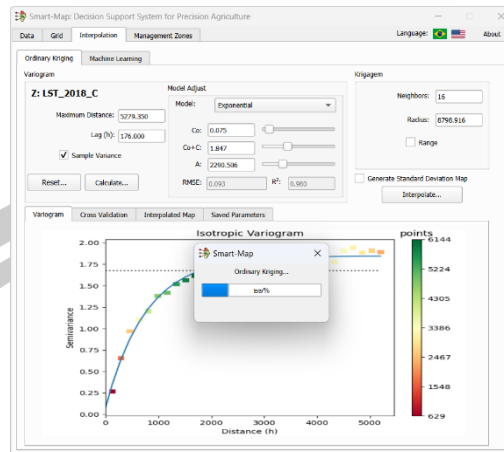 Smart-Map: Decision Support System for Precision Agriculture
Data Grid Interpolation Management Zones Language: About
Ordinary Kriging Machine Learning
Variogram Krigagem
Z: LST_2018_C
Maximum Distance: 5279.350
Lag (h): 176.000
Sample Variance
Reset... Calculate...
Model Adjust
Model: Exponential
Co: 0.075
Co+C: 1.847
A: 2290.506
RMSE: 0.093 R²: 0.960
Neighbors: 16
Radius: 8798.916
Range
Generate Standard Deviation Map
Interpolate...
Variogram Cross Validation Interpolated Map Saved Parameters
Isotropic Variogram
points
Smart-Map
Ordinary Kriging...
2.00
1.75
1.50
1.25
1.00
0.75
0.50
0.25
0.00
Semivariance
0 1000 2000 3000 4000 5000
Distance (h)
6144
5224
4305
3386
2467
1548
629